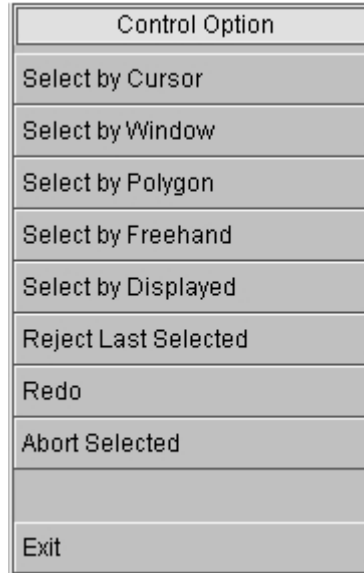 Control Option
Select by Cursor
Select by Window
Select by Polygon
Select by Freehand
Select by Displayed
Reject Last Selected
Redo
Abort Selected
Exit